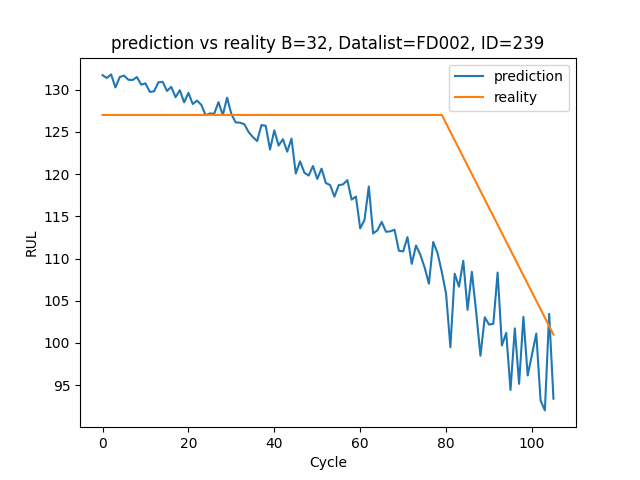 prediction vs reality B=32, Datalist=FD002, ID=239
prediction
reality
130
125
120
115
110
105
100
95
RUL
0 20 40 60 80 100
Cycle